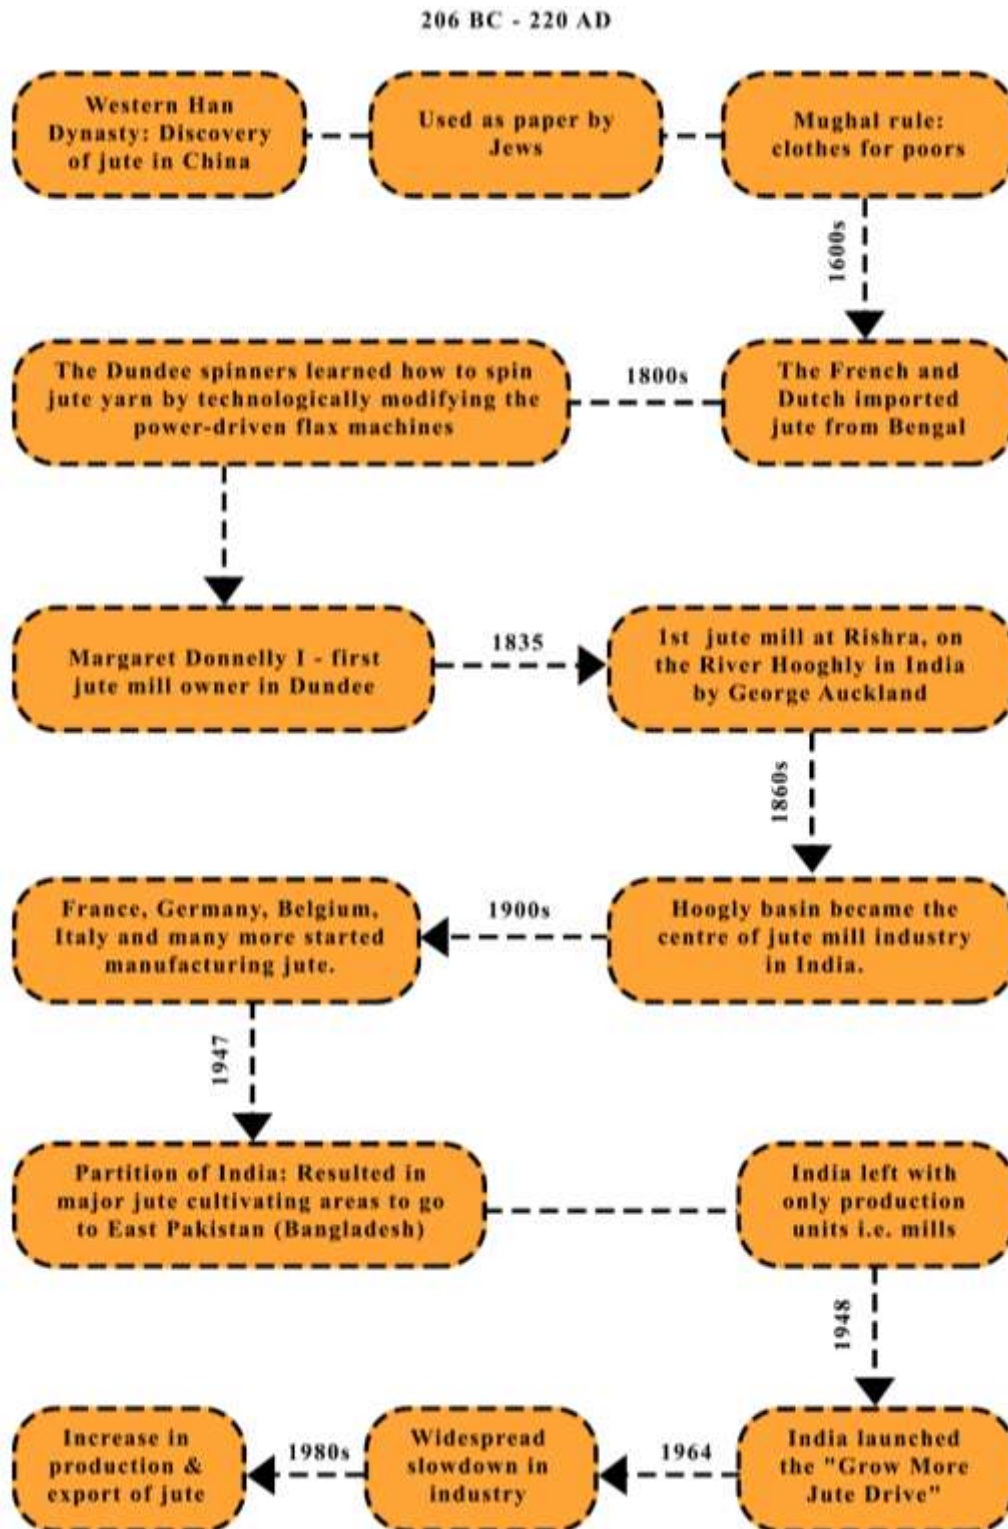 206 BC - 220 AD
Western Han
Dynasty: Discovery
of jute in China
Used as paper by
Jews
Mughal rule:
clothes for poors
1600s
The French and
Dutch imported
jute from Bengal
1800s
The Dundee spinners learned how to spin
jute yarn by technologically modifying the
power-driven flax machines
Margaret Donnelly I - first
jute mill owner in Dundee
1835
1st jute mill at Rishra, on
the River Hooghly in India
by George Auckland
1860s
Hoogly basin became the
centre of jute mill industry
in India.
1900s
France, Germany, Belgium,
Italy and many more started
manufacturing jute.
1947
Partition of India: Resulted in
major jute cultivating areas to go
to East Pakistan (Bangladesh)
India left with
only production
units i.e. mills
1948
India launched
the "Grow More
Jute Drive"
1964
Widespread
slowdown in
industry
1980s
Increase in
production &
export of jute